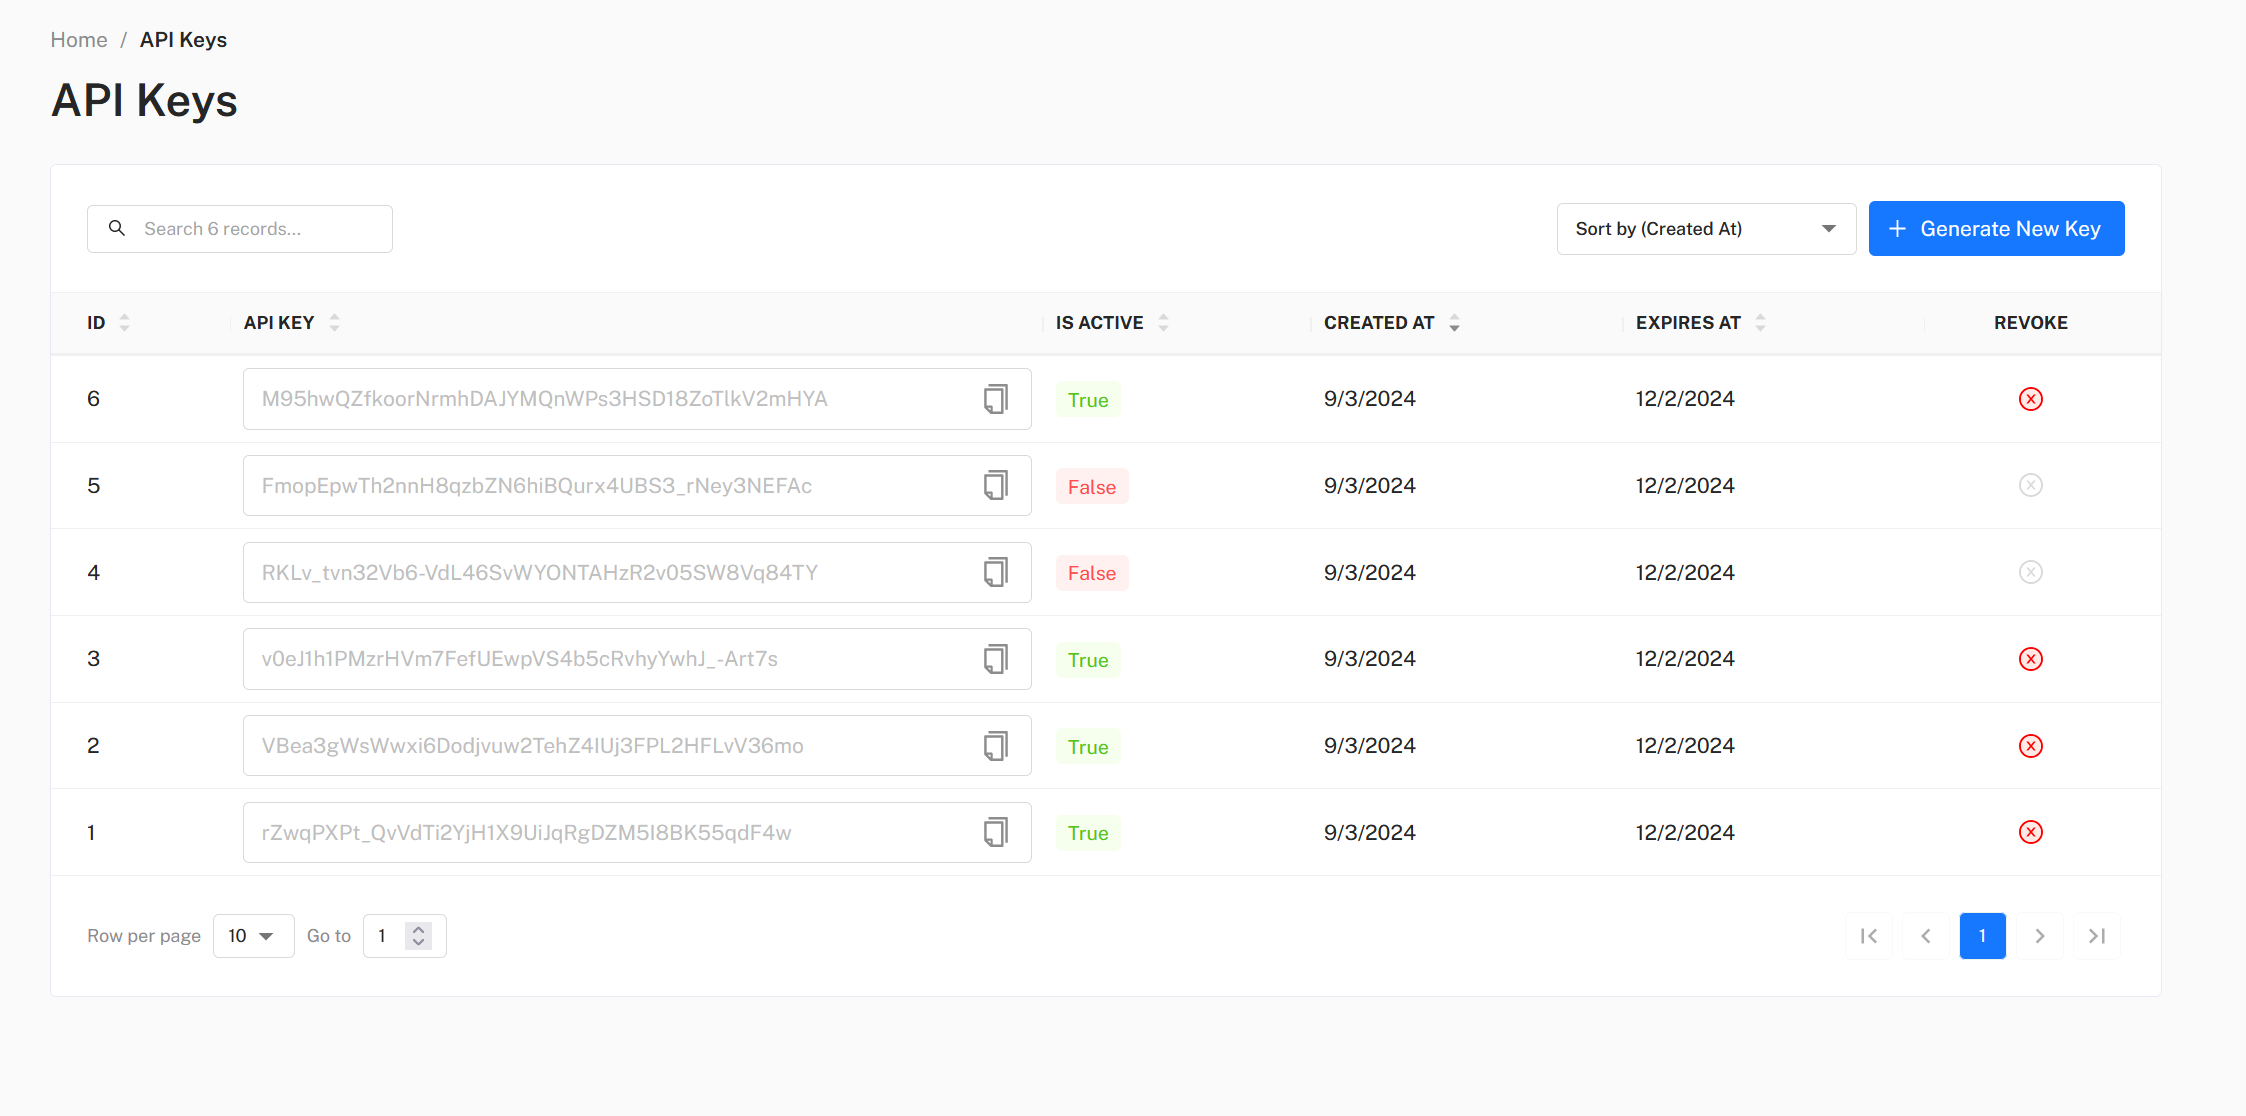 Home / API Keys
API Keys
Search 6 records...
Sort by (Created At)
+ Generate New Key
ID API KEY IS ACTIVE CREATED AT EXPIRES AT REVOKE
6 M95hwQZfkoorNrmhDAJYMQnWPs3HSD18ZoTlkV2mHYA True 9/3/2024 12/2/2024
5 FmopEpwTh2nnH8qzbZN6hiBQurx4UBS3_rNey3NEFAc False 9/3/2024 12/2/2024
4 RKLv_tvn32Vb6-VdL46SvWYONTAHzR2v05SW8Vq84TY False 9/3/2024 12/2/2024
3 v0eJ1h1PMzrHVm7FefUEwpVS4b5cRvhyYwhJ_-Art7s True 9/3/2024 12/2/2024
2 VBea3gWsWwxi6Dodjvuw2TehZ4IUj3FPL2HFLvV36mo True 9/3/2024 12/2/2024
1 rZwqPXPt_QvVdTi2YjH1X9UiJqRgDZM5I8BK55qdF4w True 9/3/2024 12/2/2024
Row per page 10 Go to 1 1